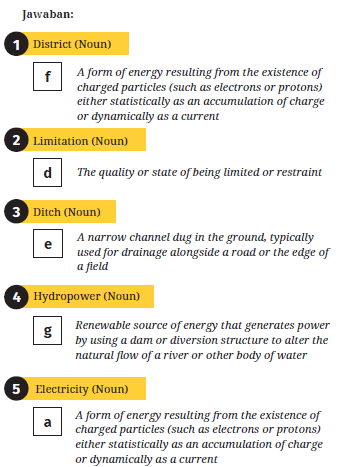 Jawaban:
1 District (Noun)
f
A form of energy resulting from the existence of
charged particles (such as electrons or protons)
either statistically as an accumulation of charge
or dynamically as a current
2 Limitation (Noun)
d
The quality or state of being limited or restraint
3 Ditch (Noun)
e
A narrow channel dug in the ground, typically
used for drainage alongside a road or the edge of
a field
4 Hydropower (Noun)
g
Renewable source of energy that generates power
by using a dam or diversion structure to alter the
natural flow of a river or other body of water
5 Electricity (Noun)
a
A form of energy resulting from the existence of
charged particles (such as electrons or protons)
either statistically as an accumulation of charge
or dynamically as a current